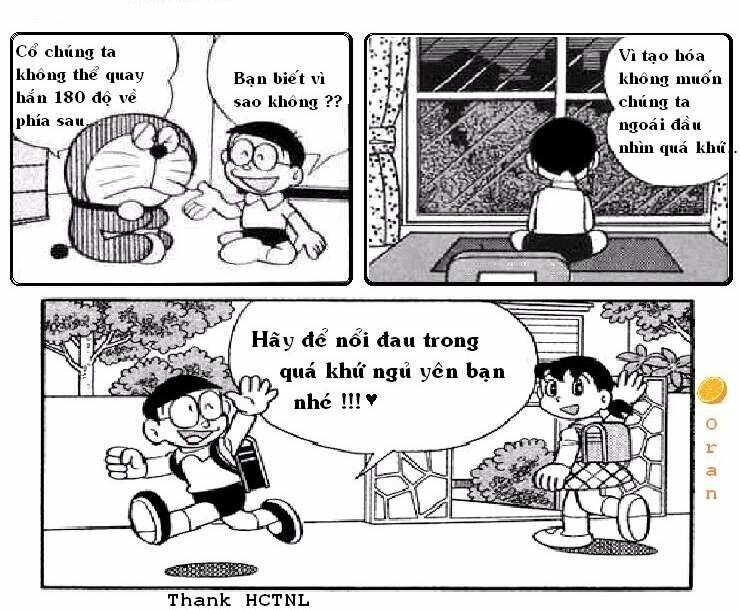 Cổ chúng ta
không thể quay
hẳn 180 độ về
phía sau
Bạn biết vì
sao không ??
Vì tạo hóa
không muốn
chúng ta
ngoái đầu
nhìn quá khứ..
Hãy để nổi đau trong
quá khứ ngủ yên bạn
nhé !!! ♥
Oran
Thank HCTNL